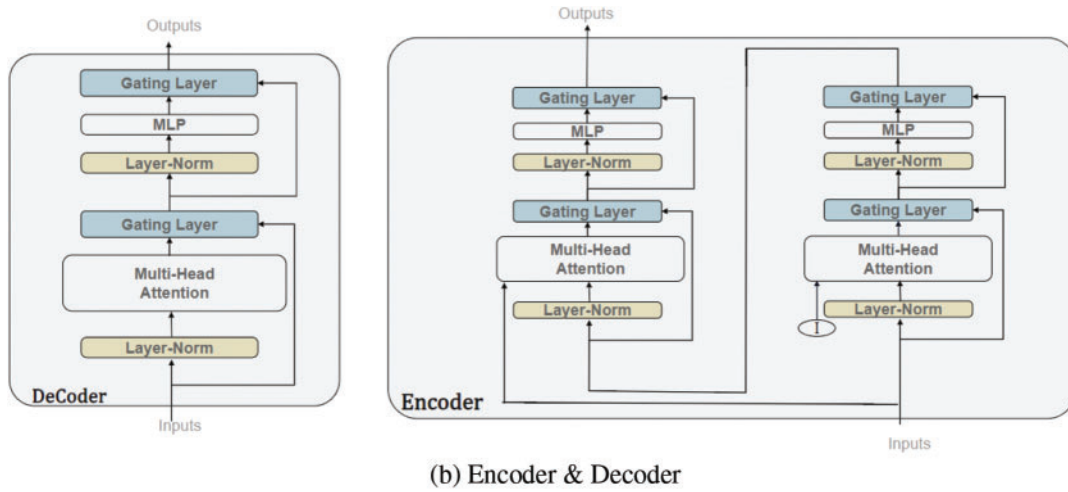 Outputs
Gating Layer
MLP
Layer-Norm
Gating Layer
Multi-Head
Attention
Layer-Norm
DeCoder
Inputs
Outputs
Gating Layer
MLP
Layer-Norm
Gating Layer
Multi-Head
Attention
Layer-Norm
Gating Layer
MLP
Layer-Norm
Gating Layer
Multi-Head
Attention
I
Layer-Norm
Encoder
Inputs
(b) Encoder & Decoder